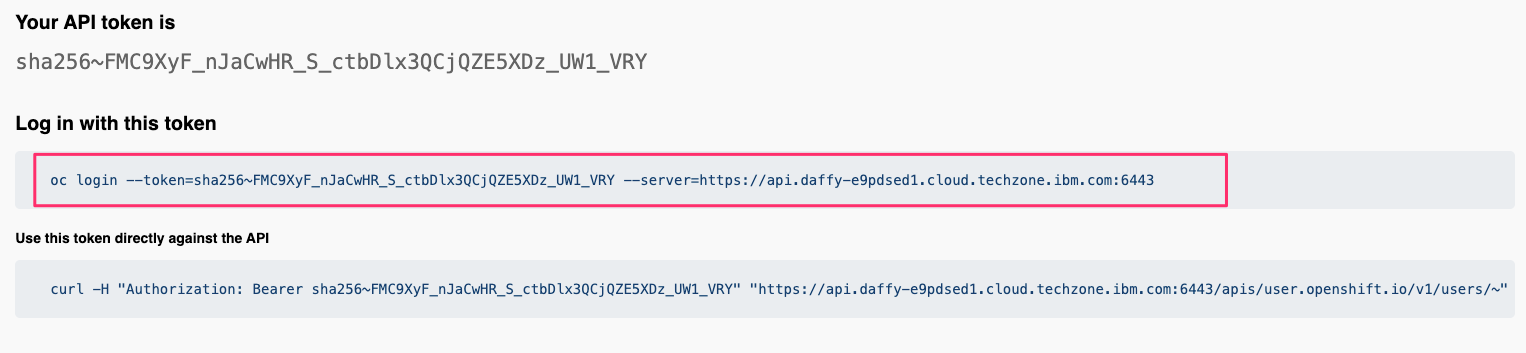 Your API token is
sha256~FMC9XyF_nJaCwHR_S_ctbDlx3QCjQZE5XDz_UW1_VRY
Log in with this token
oc login --token=sha256~FMC9XyF_nJaCwHR_S_ctbDlx3QCjQZE5XDz_UW1_VRY --server=https://api.daffy-e9pdsed1.cloud.techzone.ibm.com:6443
Use this token directly against the API
curl -H "Authorization: Bearer sha256~FMC9XyF_nJaCwHR_S_ctbDlx3QCjQZE5XDz_UW1_VRY" "https://api.daffy-e9pdsed1.cloud.techzone.ibm.com:6443/apis/user.openshift.io/v1/users/~"